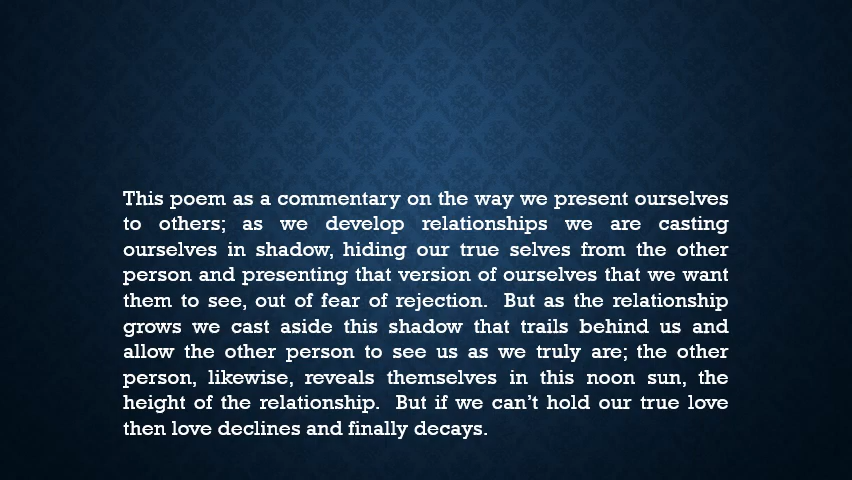 This poem as a commentary on the way we present ourselves
to others; as we develop relationships we are casting
ourselves in shadow, hiding our true selves from the other
person and presenting that version of ourselves that we want
them to see, out of fear of rejection.  But as the relationship
grows we cast aside this shadow that trails behind us and
allow the other person to see us as we truly are; the other
person, likewise, reveals themselves in this noon sun, the
height of the relationship.  But if we can’t hold our true love
then love declines and finally decays.